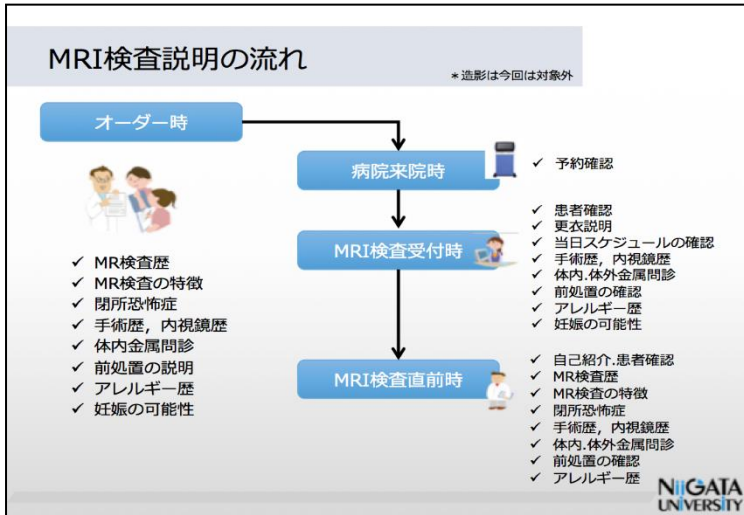 MRI検査説明の流れ
*造影は今回は対象外
オーダー時
✓ MR検査歴
✓ MR検査の特徴
✓ 閉所恐怖症
✓ 手術歴，内視鏡歴
✓ 体内金属問診
✓ 前処置の説明
✓ アレルギー歴
✓ 妊娠の可能性
病院来院時
✓ 予約確認
MRI検査受付時
✓ 患者確認
✓ 更衣説明
✓ 当日スケジュールの確認
✓ 手術歴，内視鏡歴
✓ 体内.体外金属問診
✓ 前処置の確認
✓ アレルギー歴
✓ 妊娠の可能性
MRI検査直前時
✓ 自己紹介.患者確認
✓ MR検査歴
✓ MR検査の特徴
✓ 閉所恐怖症
✓ 手術歴，内視鏡歴
✓ 体内.体外金属問診
✓ 前処置の確認
✓ アレルギー歴
NiiGATA
UNIVERSITY